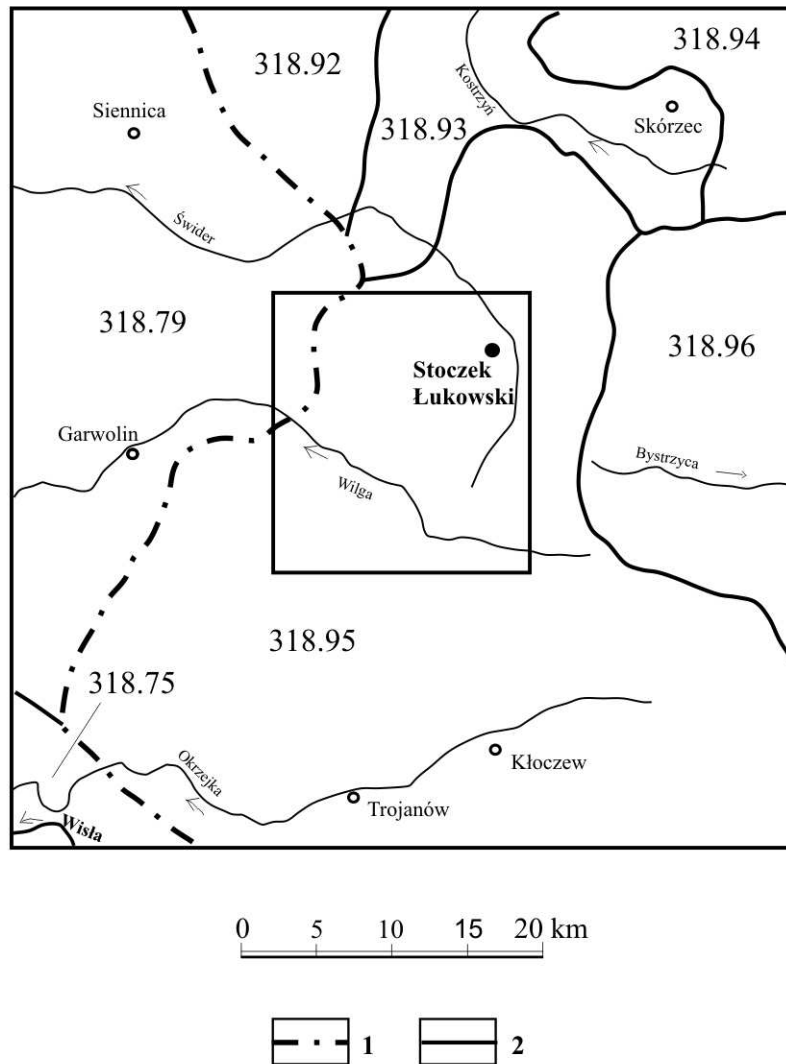 318.92
318.94
Siennica
Kostrzyń
Skórzec
318.93
Świder
318.79
318.96
Stoczek
Łukowski
Garwolin
Bystrzyca
Wilga
318.95
318.75
Okrzejka
Kłoczew
Trojanów
Wisła
0 5 10 15 20 km
1 2